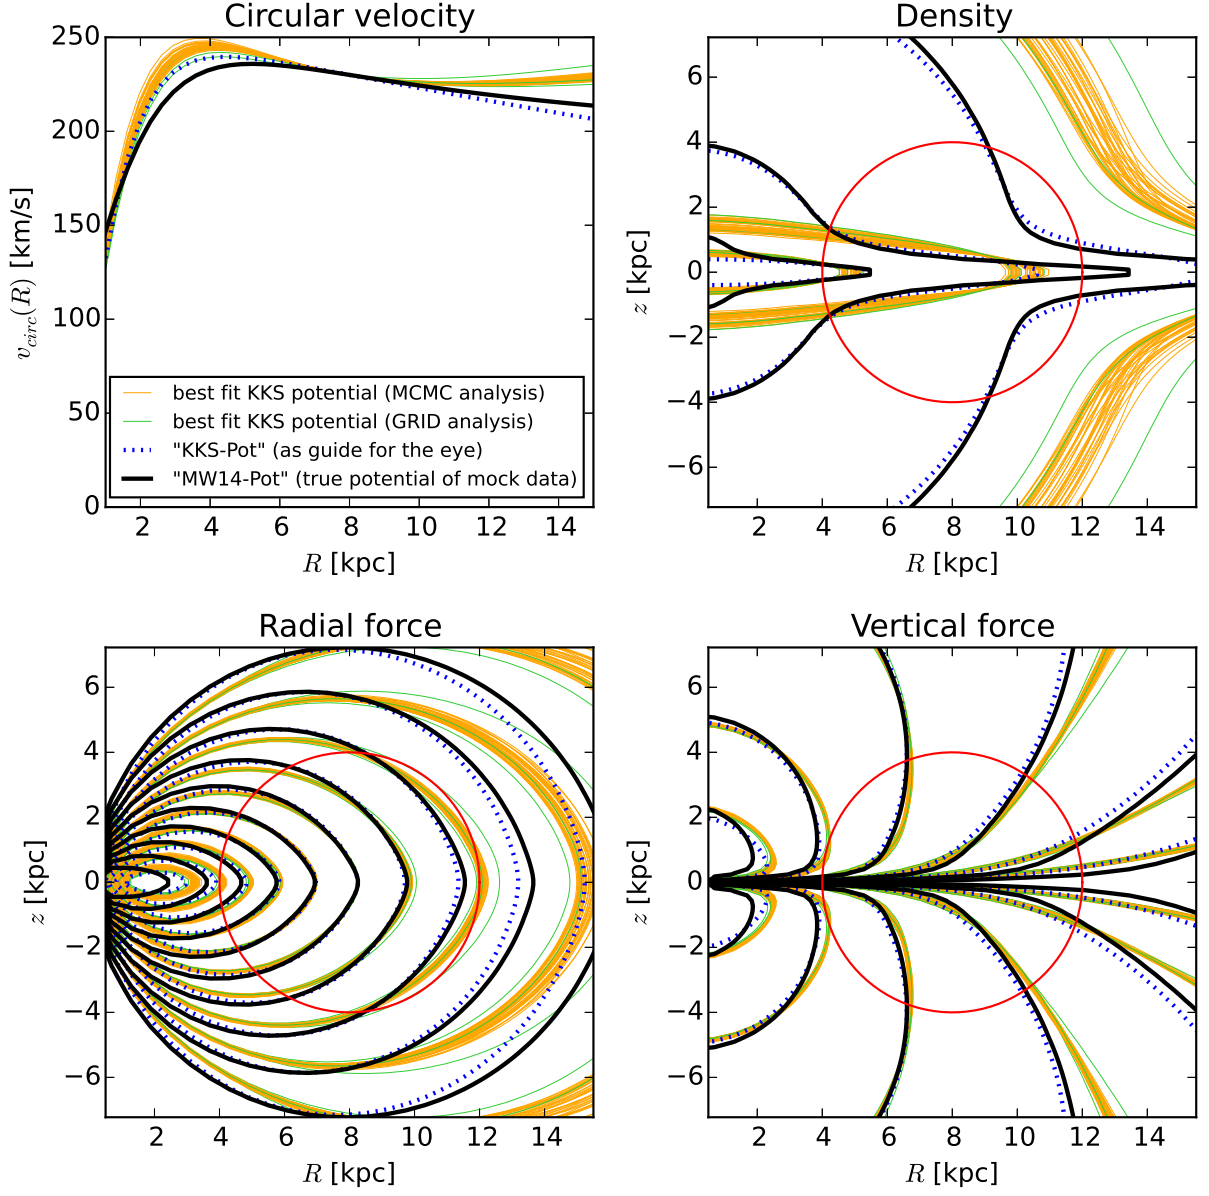 Circular velocity
250
200
150
100
50
0
v_circ(R) [km/s]
best fit KKS potential (MCMC analysis)
best fit KKS potential (GRID analysis)
"KKS-Pot" (as guide for the eye)
"MW14-Pot" (true potential of mock data)
2 4 6 8 10 12 14
R [kpc]
Density
6
4
2
0
−2
−4
−6
z [kpc]
2 4 6 8 10 12 14
R [kpc]
Radial force
6
4
2
0
−2
−4
−6
z [kpc]
2 4 6 8 10 12 14
R [kpc]
Vertical force
6
4
2
0
−2
−4
−6
z [kpc]
2 4 6 8 10 12 14
R [kpc]